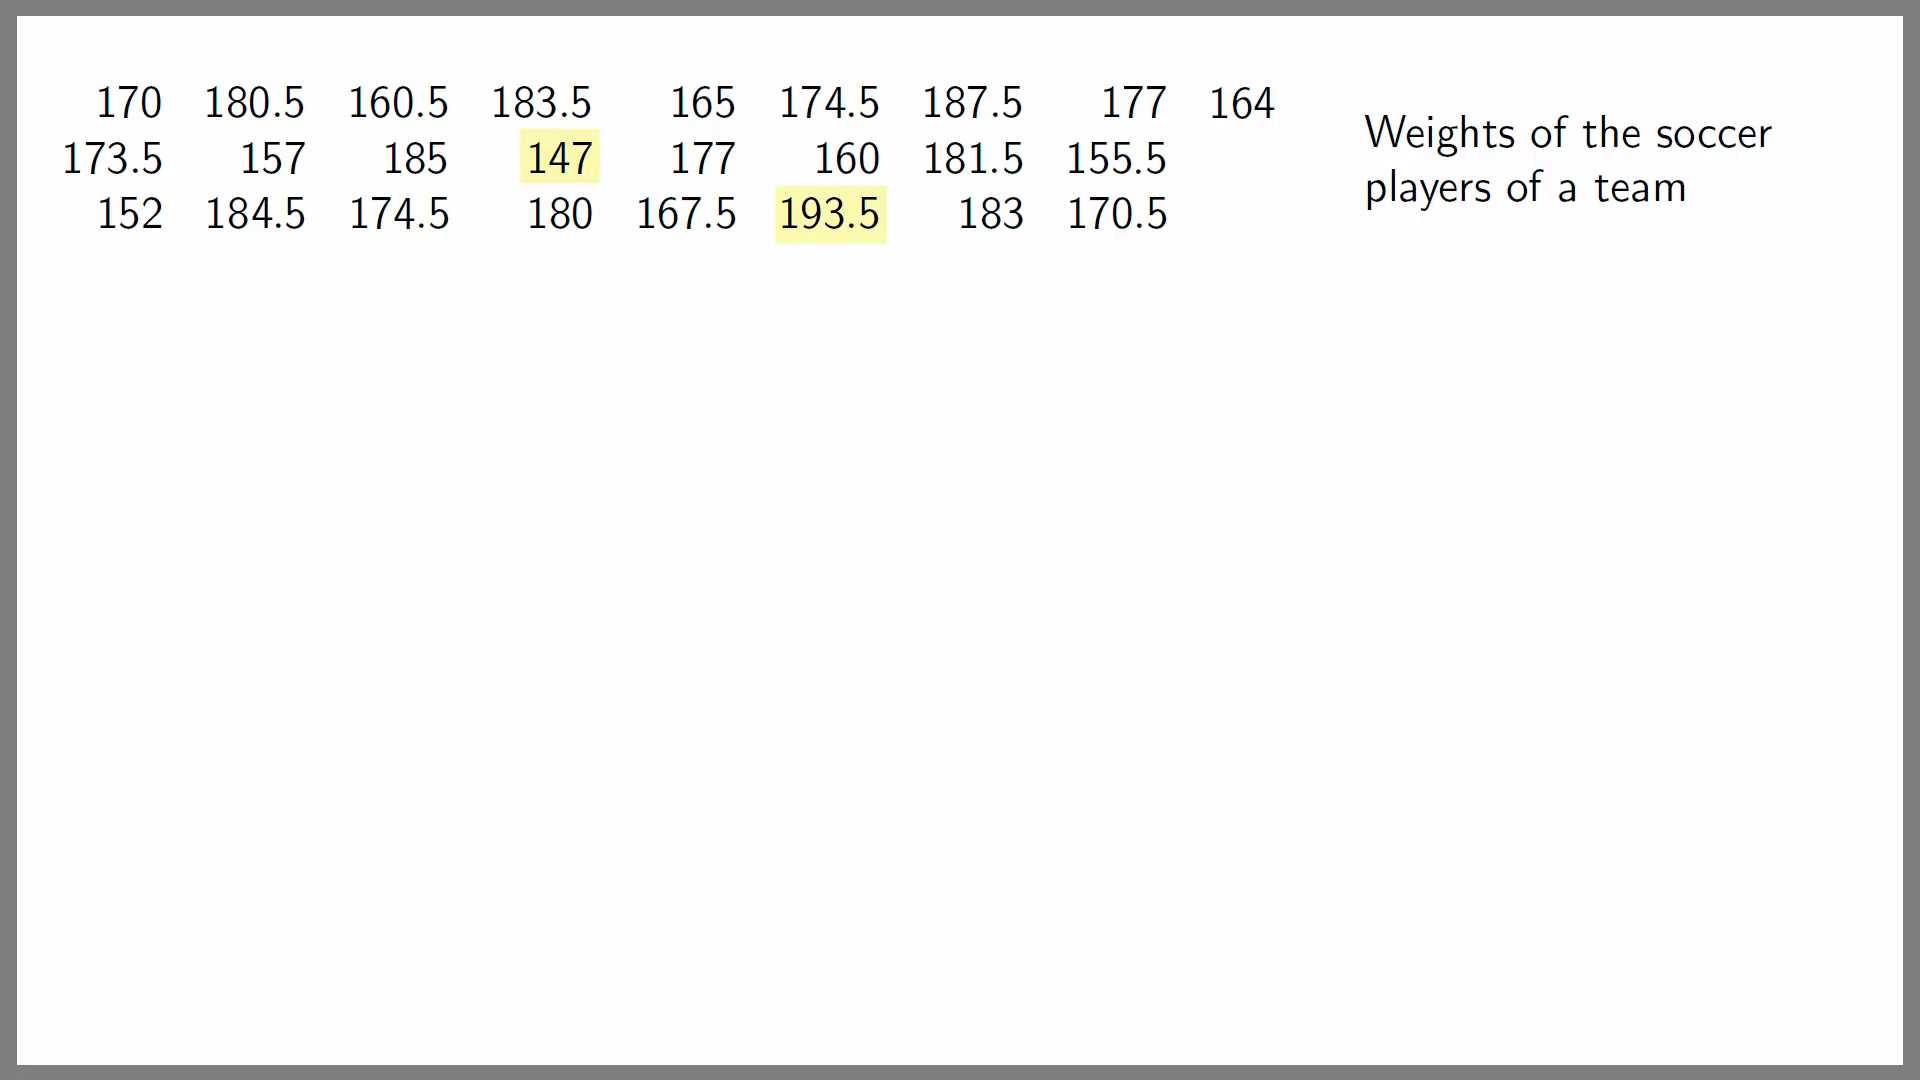 170 180.5 160.5 183.5 165 174.5 187.5 177 164
173.5 157 185 147 177 160 181.5 155.5
152 184.5 174.5 180 167.5 193.5 183 170.5
Weights of the soccer
players of a team